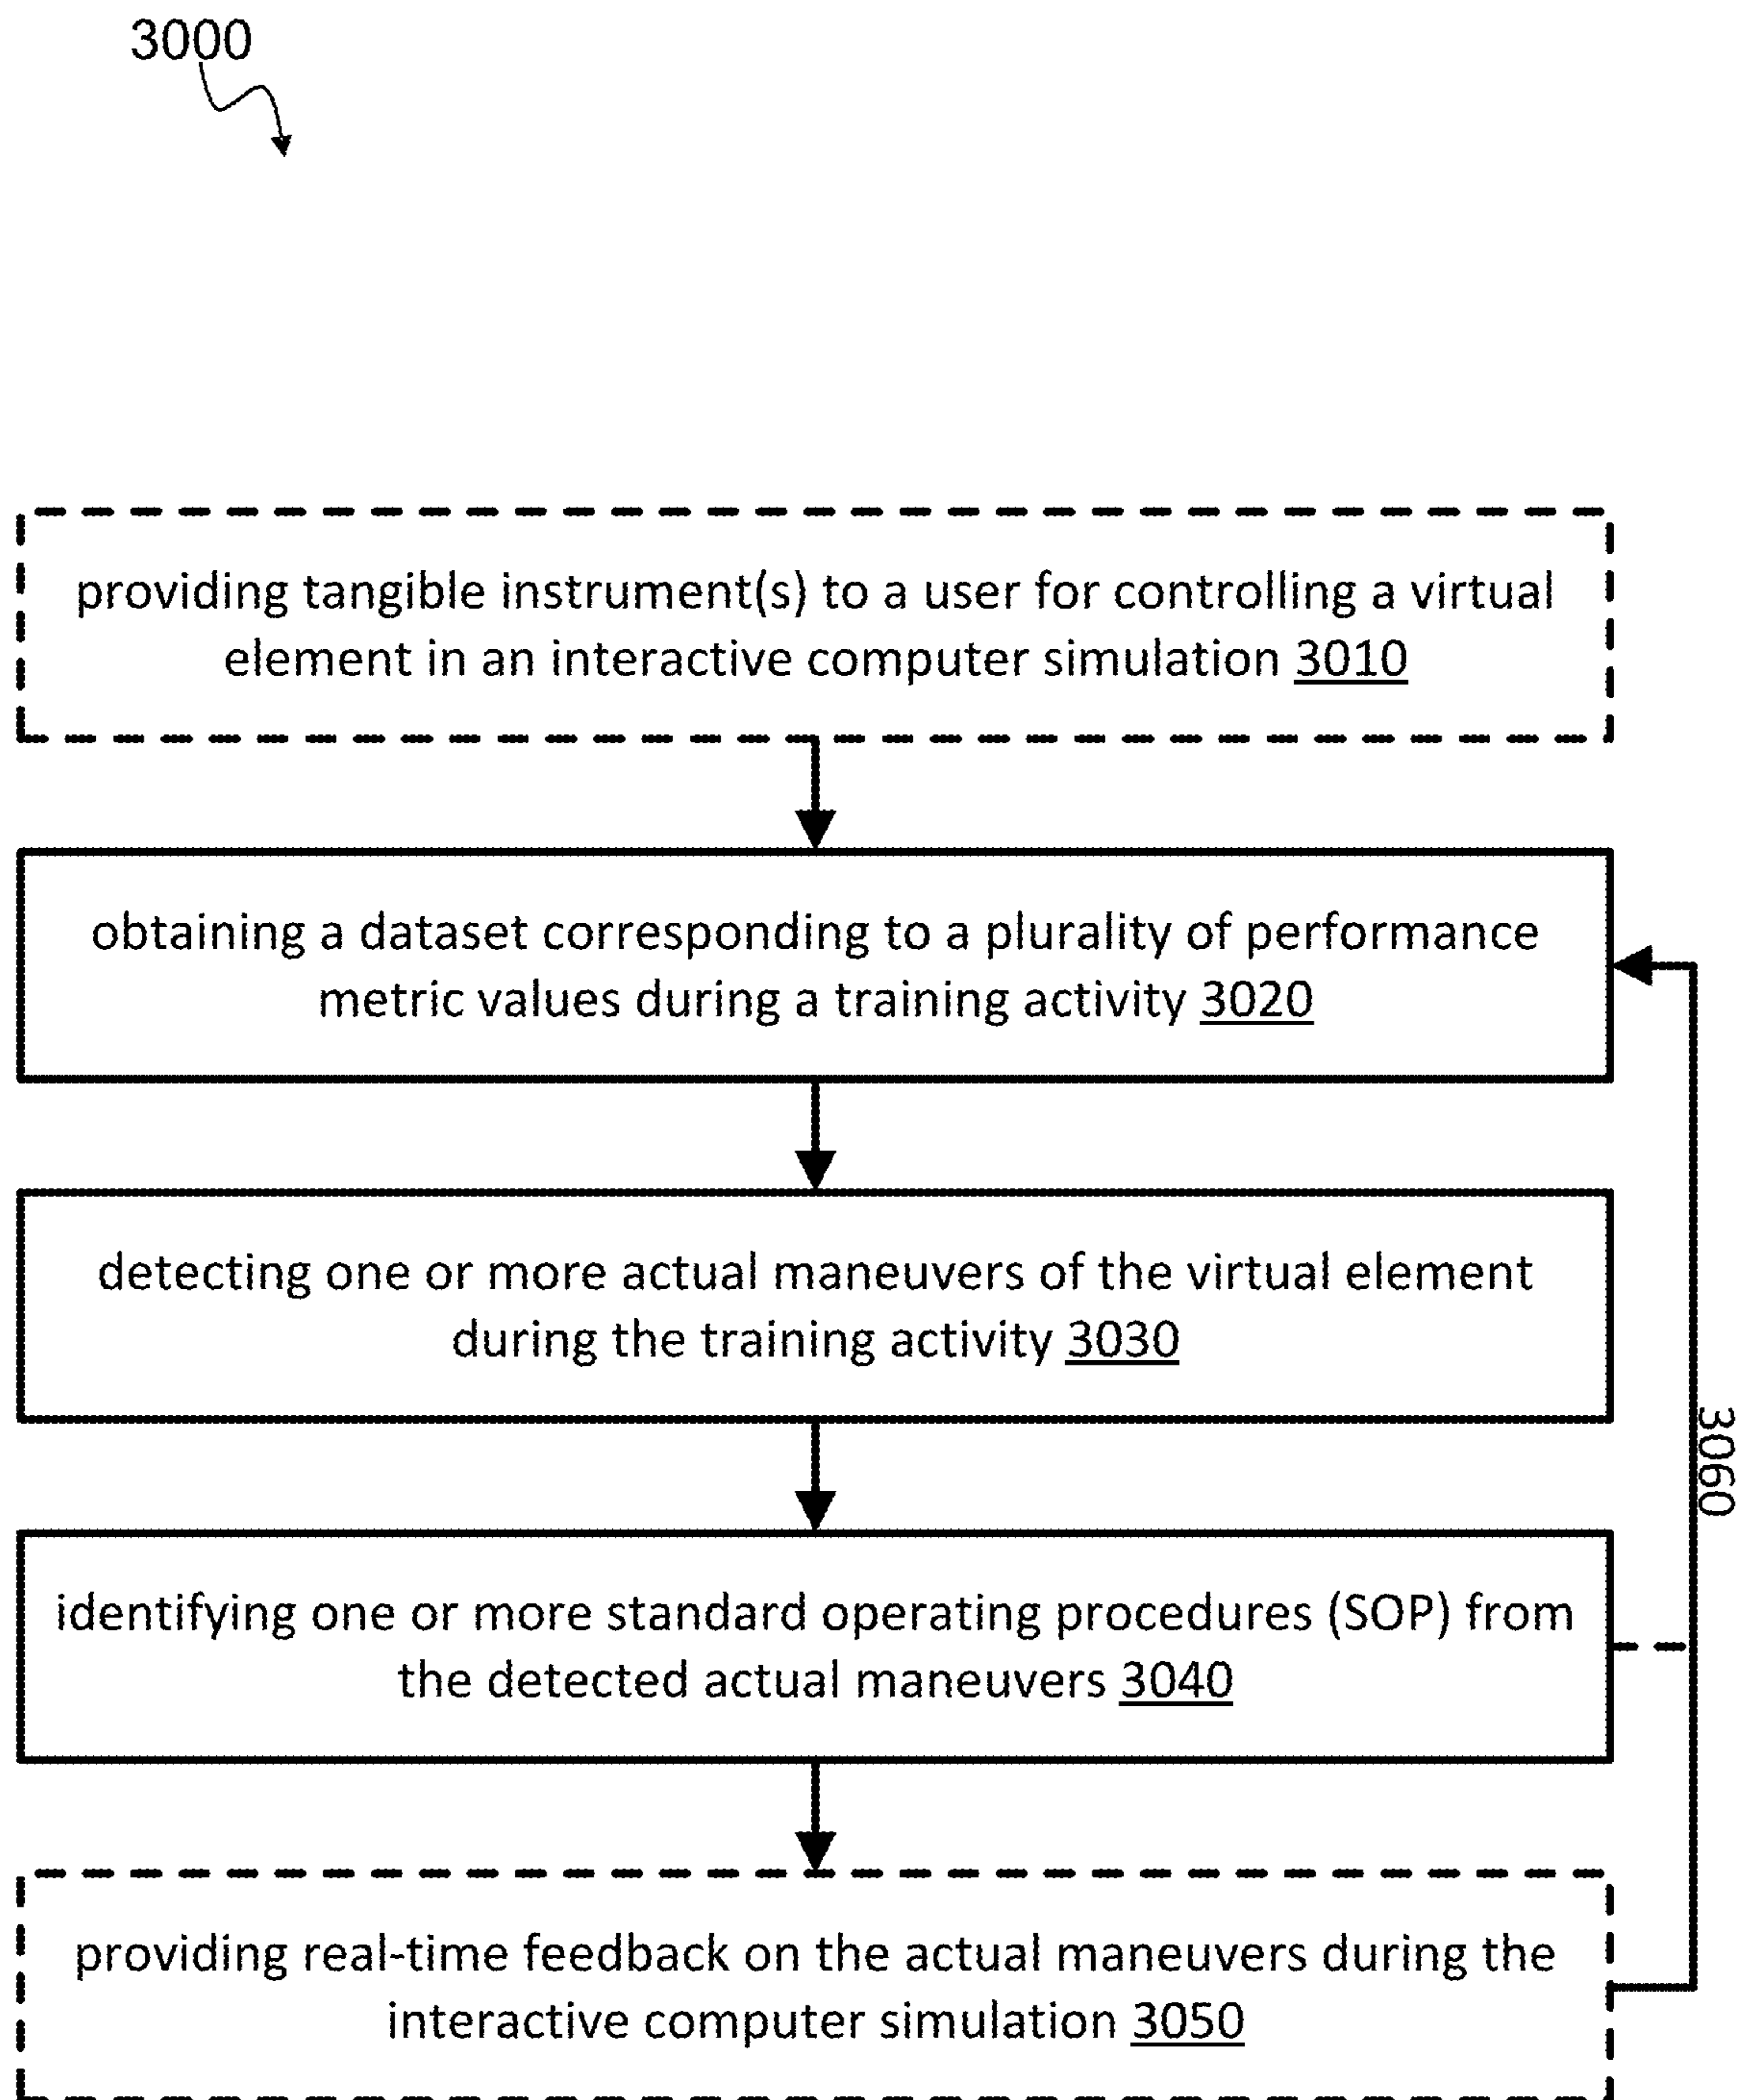 3000
providing tangible instrument(s) to a user for controlling a virtual
element in an interactive computer simulation 3010
obtaining a dataset corresponding to a plurality of performance
metric values during a training activity 3020
detecting one or more actual maneuvers of the virtual element
during the training activity 3030
3060
identifying one or more standard operating procedures (SOP) from
the detected actual maneuvers 3040
providing real-time feedback on the actual maneuvers during the
interactive computer simulation 3050